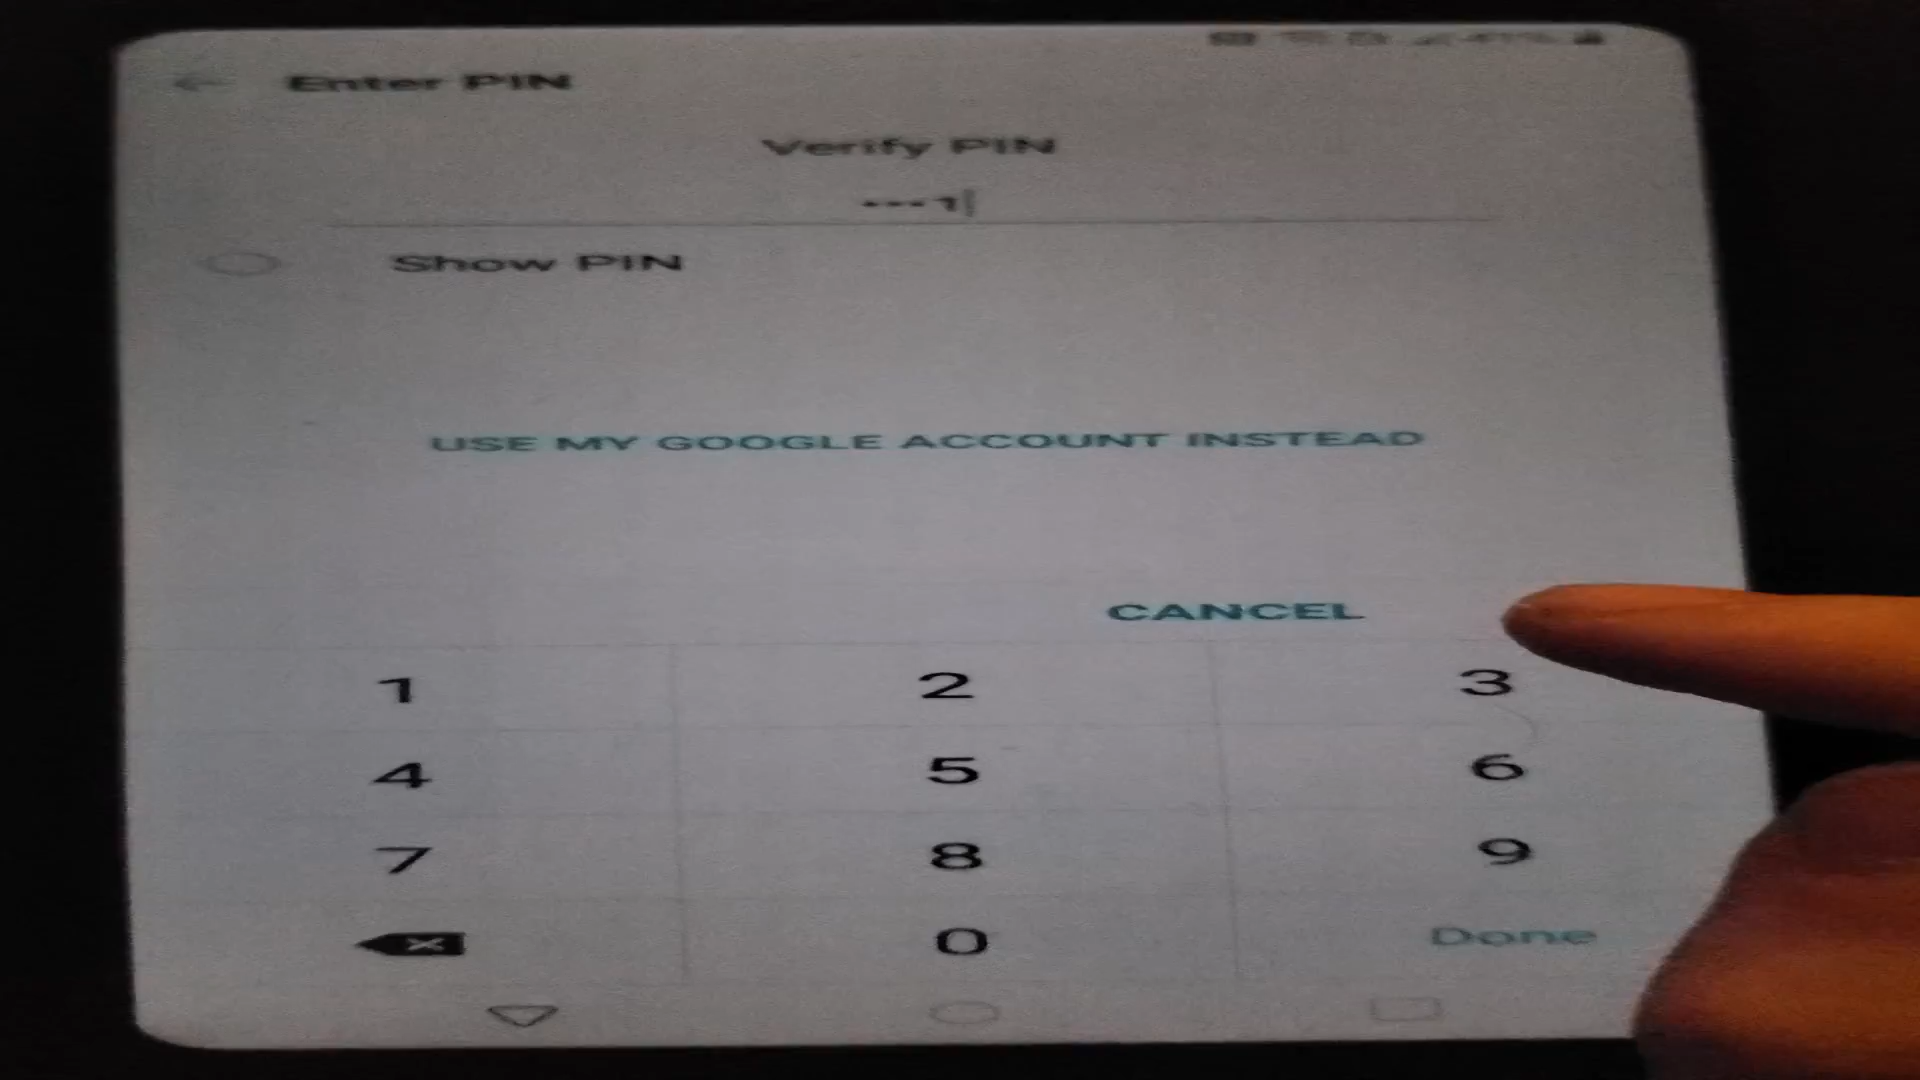 Enter PIN
Verify PIN
•••1
Show PIN
USE MY GOOGLE ACCOUNT INSTEAD
CANCEL
1 2 3
4 5 6
7 8 9
0 Done